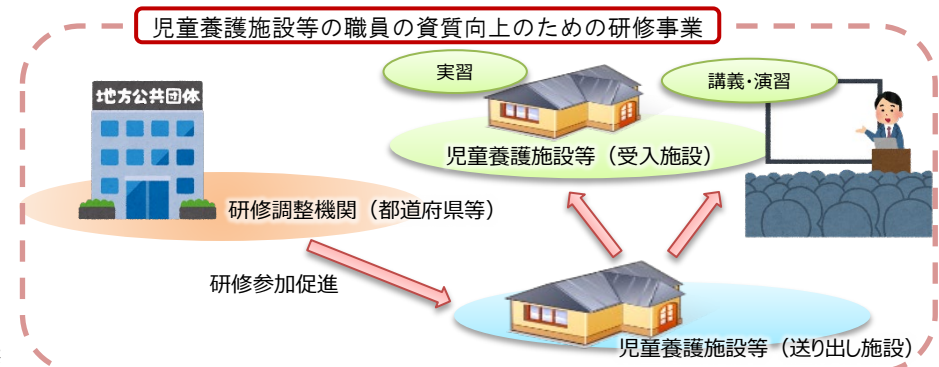 児童養護施設等の職員の資質向上のための研修事業
実習
講義・演習
地方公共団体
児童養護施設等（受入施設）
研修調整機関（都道府県等）
研修参加促進
児童養護施設等（送り出し施設）